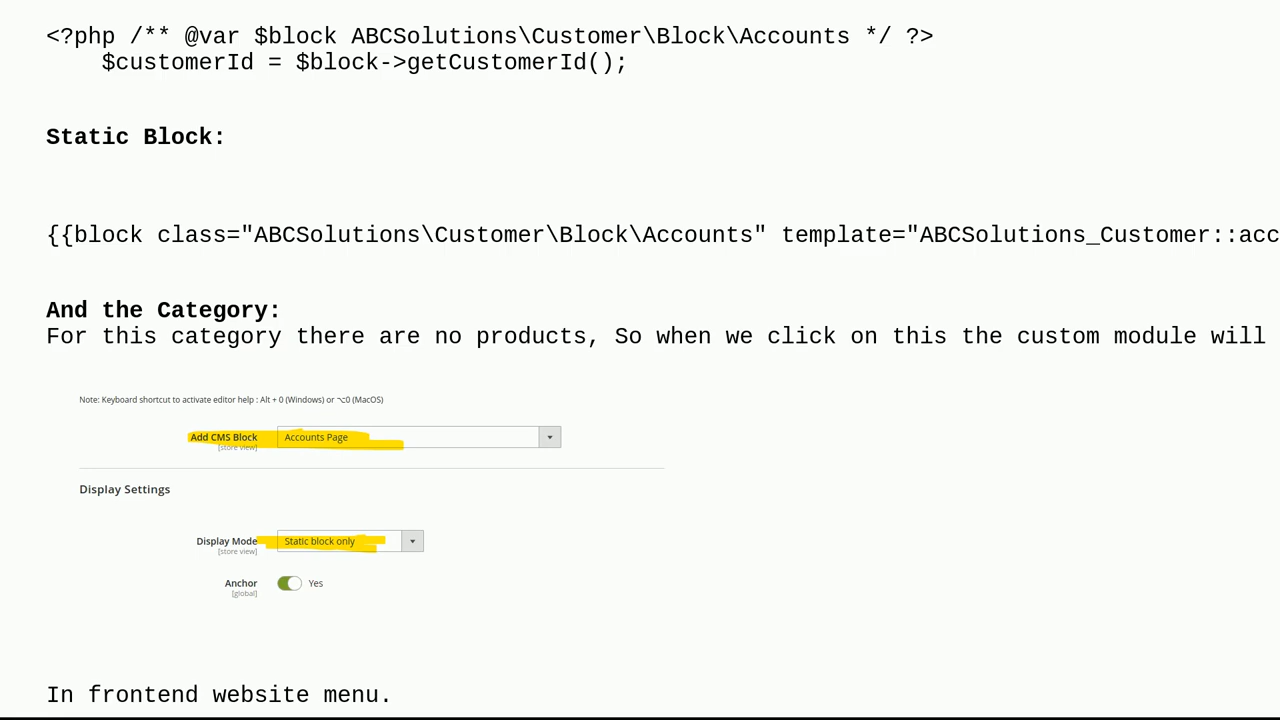 <?php /** @var $block ABCSolutions\Customer\Block\Accounts */ ?>
$customerId = $block->getCustomerId();
Static Block:
{{block class="ABCSolutions\Customer\Block\Accounts" template="ABCSolutions_Customer::acc
And the Category:
For this category there are no products, So when we click on this the custom module will
Note: Keyboard shortcut to activate editor help : Alt + 0 (Windows) or ⌥0 (MacOS)
Add CMS Block Accounts Page
[store view]
Display Settings
Display Mode Static block only
[store view]
Anchor Yes
[global]
In frontend website menu.